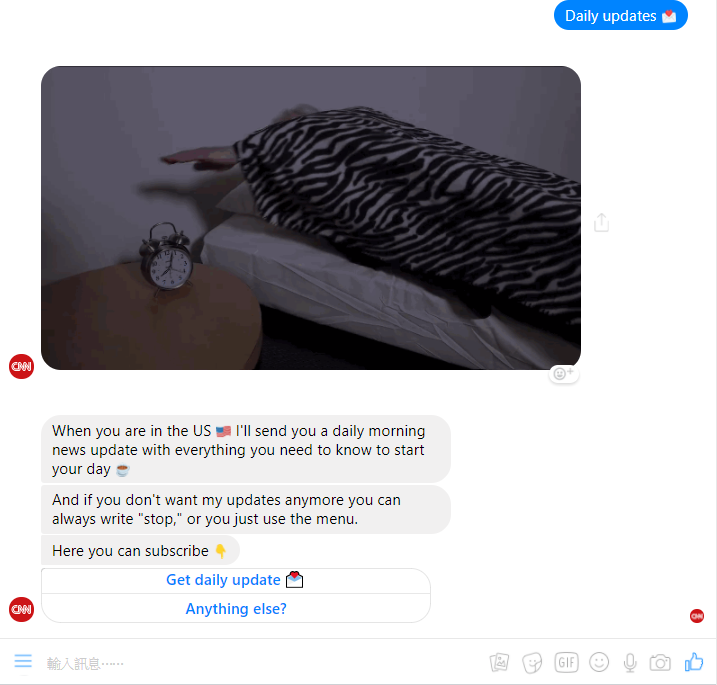 Daily updates 💌
CNN
When you are in the US 🇺🇸 I'll send you a daily morning
news update with everything you need to know to start
your day ☕
And if you don't want my updates anymore you can
always write "stop," or you just use the menu.
Here you can subscribe 👇
Get daily update 💌
Anything else?
CNN
CNN
輸入訊息⋯⋯
GIF